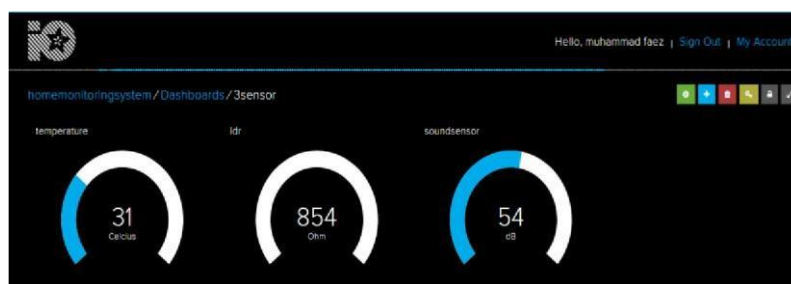 io
Hello, muhammad faez | Sign Out | My Account
homemonitoringsystem / Dashboards / 3sensor
temperature ldr soundsensor
31 854 54
Celcius Ohm dB